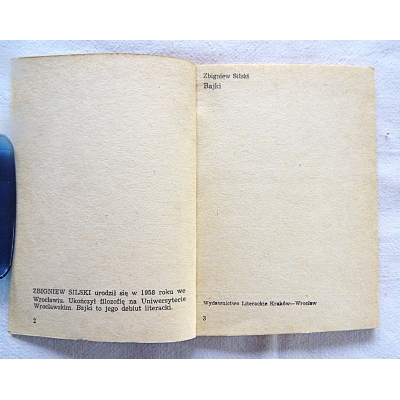 ZBIGNIEW SILSKI urodził się w 1958 roku we
Wrocławiu. Ukończył filozofię na Uniwersytecie
Wrocławskim. Bajki to jego debiut literacki.
2
Zbigniew Silski
Bajki
Wydawnictwo Literackie Kraków—Wrocław
3